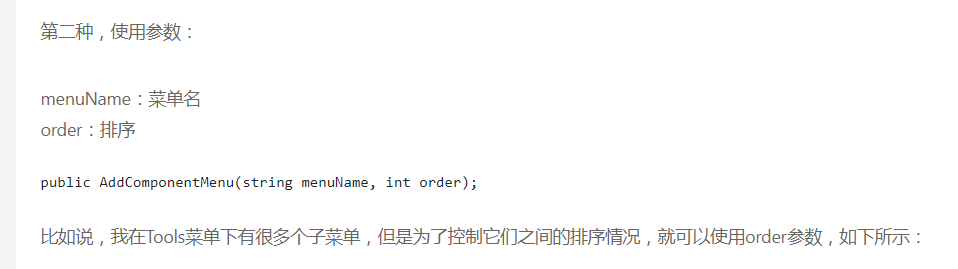 第二种，使用参数：
menuName：菜单名
order：排序
public AddComponentMenu(string menuName, int order);
比如说，我在Tools菜单下有很多个子菜单，但是为了控制它们之间的排序情况，就可以使用order参数，如下所示：